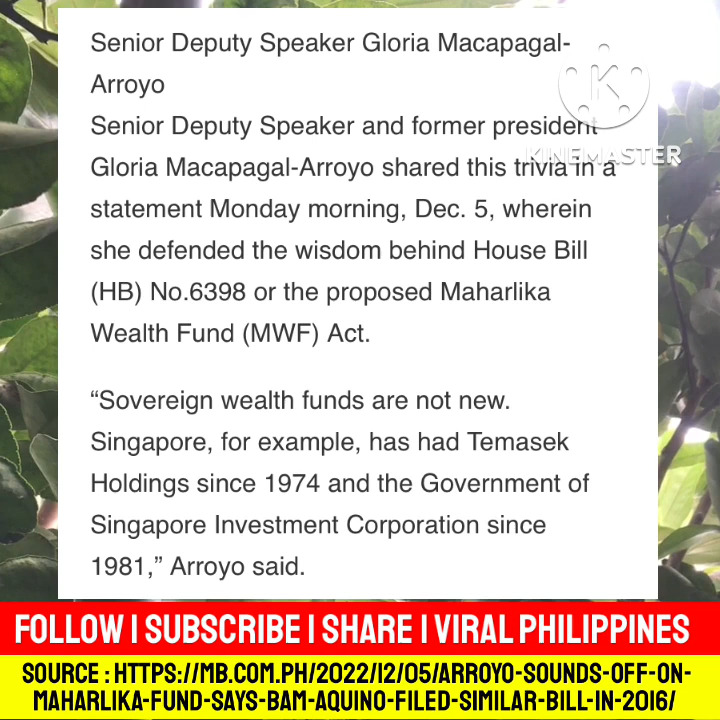 Senior Deputy Speaker Gloria Macapagal-
Arroyo
Senior Deputy Speaker and former president
Gloria Macapagal-Arroyo shared this trivia in a
statement Monday morning, Dec. 5, wherein
she defended the wisdom behind House Bill
(HB) No.6398 or the proposed Maharlika
Wealth Fund (MWF) Act.
“Sovereign wealth funds are not new.
Singapore, for example, has had Temasek
Holdings since 1974 and the Government of
Singapore Investment Corporation since
1981,” Arroyo said.
K
KINEMASTER
FOLLOW | SUBSCRIBE | SHARE | VIRAL PHILIPPINES
SOURCE : HTTPS://MB.COM.PH/2022/12/05/ARROYO-SOUNDS-OFF-ON-
MAHARLIKA-FUND-SAYS-BAM-AQUINO-FILED-SIMILAR-BILL-IN-2016/